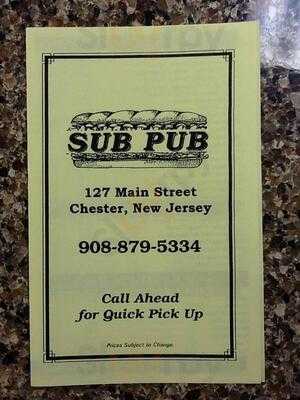 SUB PUB
127 Main Street
Chester, New Jersey
908-879-5334
Call Ahead
for Quick Pick Up
Prices Subject to Change.